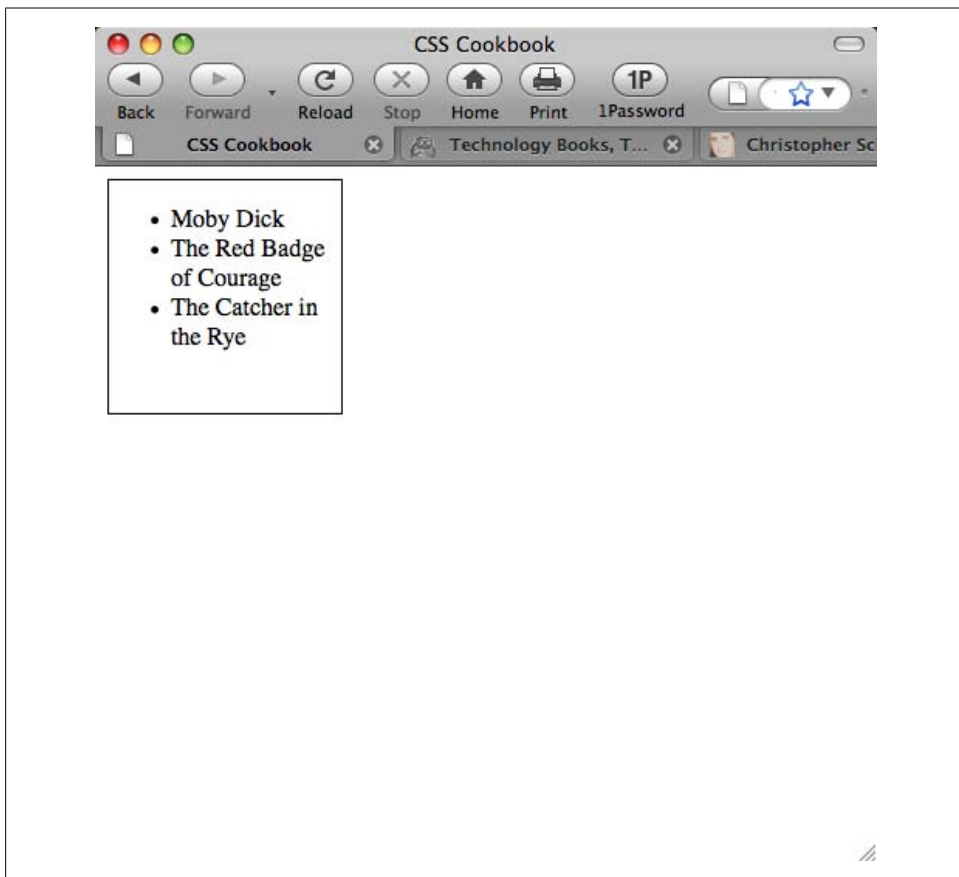 CSS Cookbook
1P
Back Forward Reload Stop Home Print 1Password
CSS Cookbook Technology Books, T... Christopher Sc
• Moby Dick
• The Red Badge
of Courage
• The Catcher in
the Rye